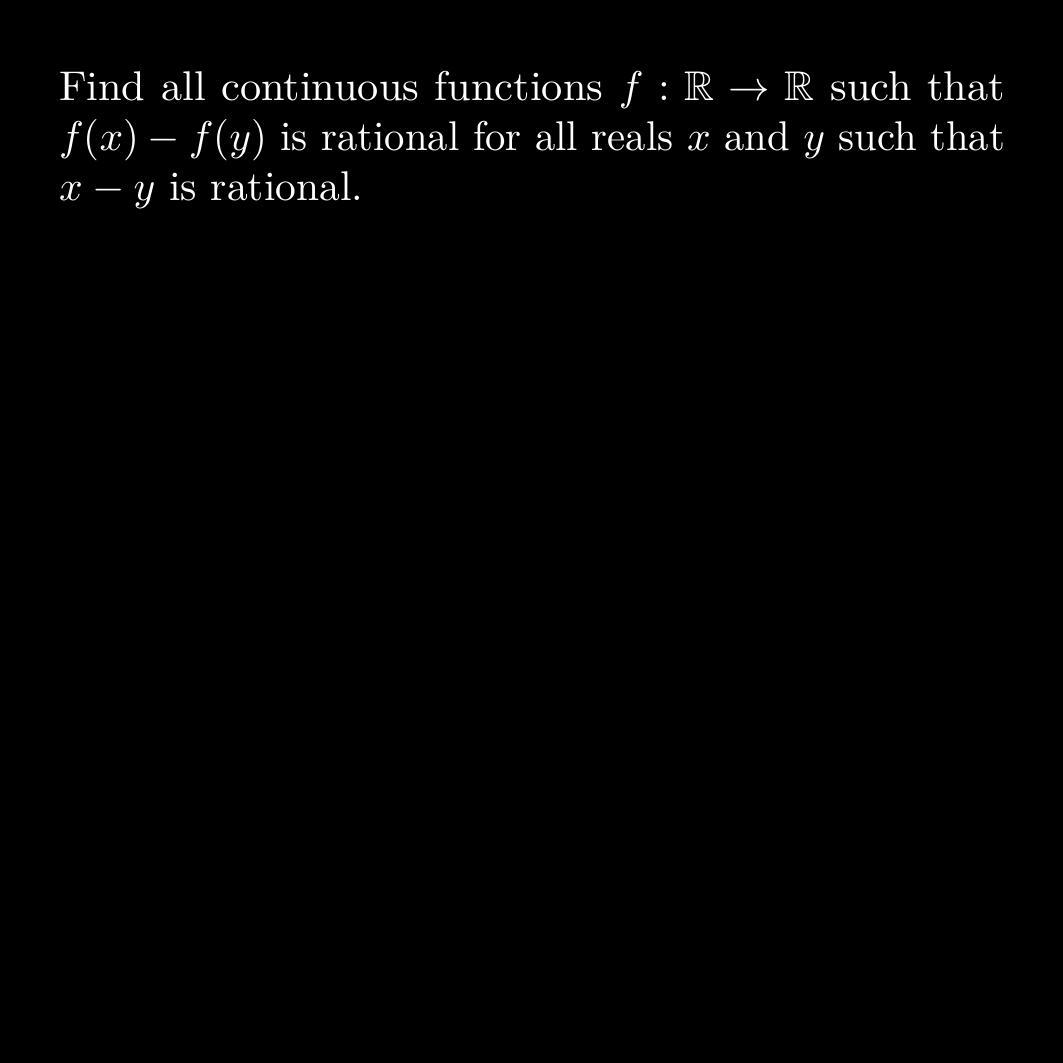 Find all continuous functions $f : \mathbb{R} \to \mathbb{R}$ such that
$f(x) - f(y)$ is rational for all reals $x$ and $y$ such that
$x - y$ is rational.